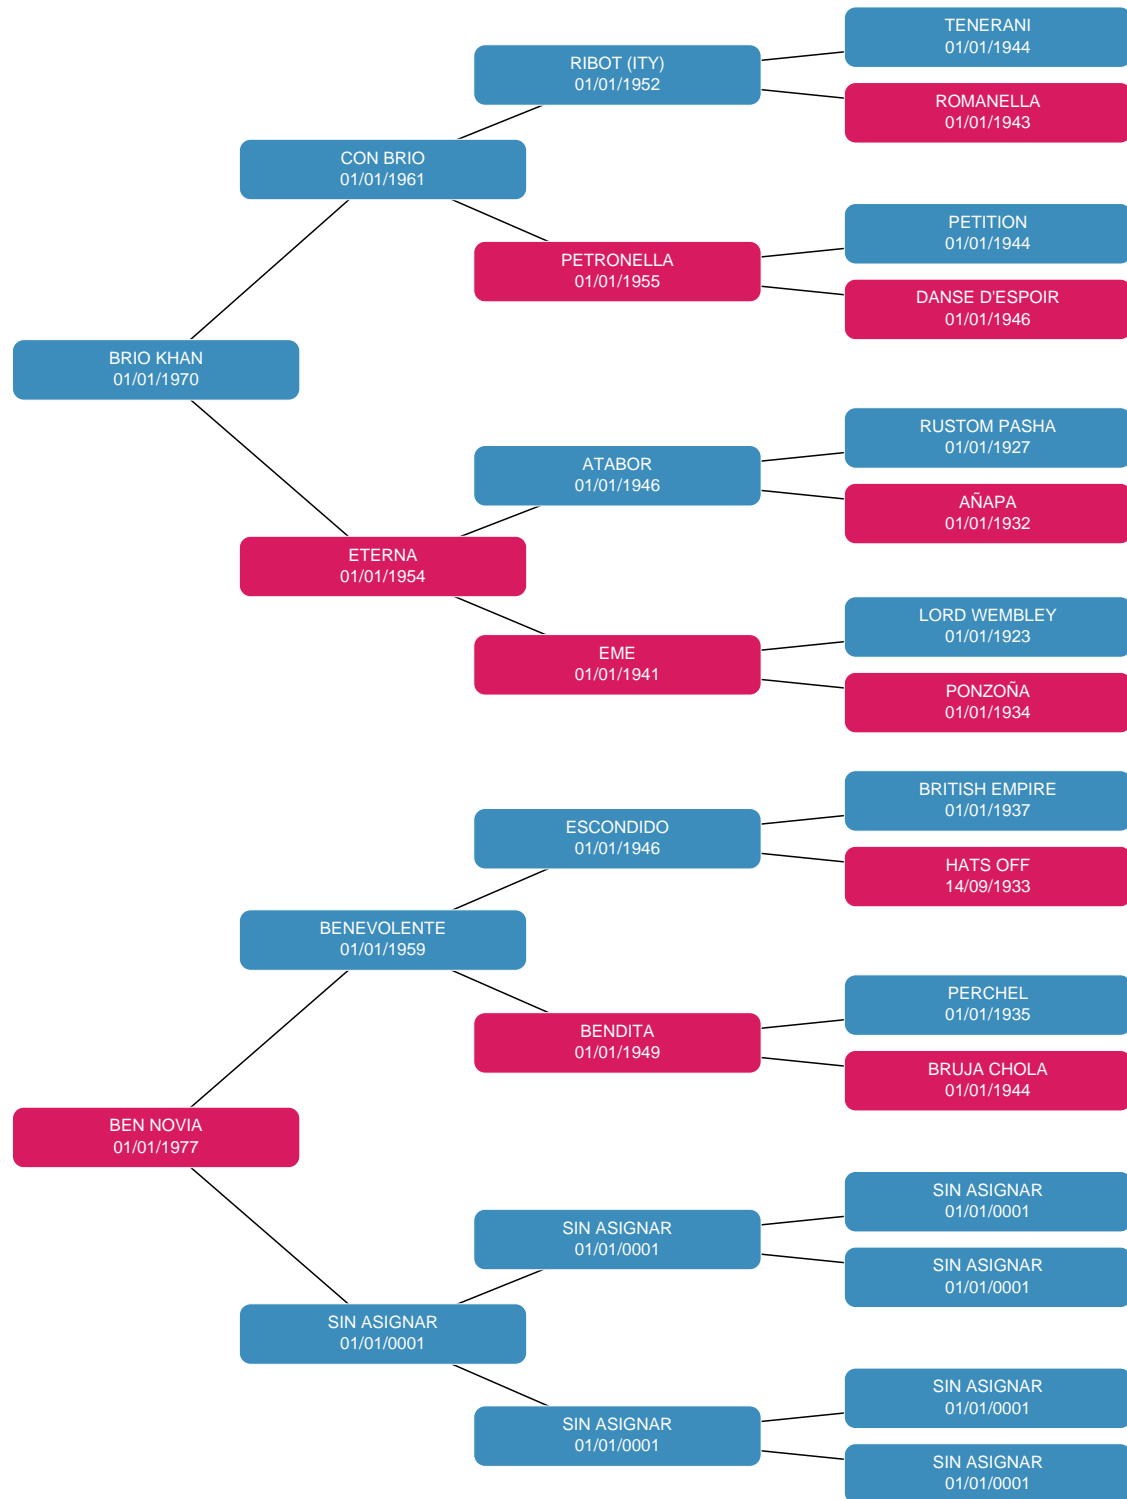 TENERANI
01/01/1944
RIBOT (ITY)
01/01/1952
ROMANELLA
01/01/1943
CON BRIO
01/01/1961
PETITION
01/01/1944
PETRONELLA
01/01/1955
DANSE D'ESPOIR
01/01/1946
BRIO KHAN
01/01/1970
RUSTOM PASHA
01/01/1927
ATABOR
01/01/1946
AÑAPA
01/01/1932
ETERNA
01/01/1954
LORD WEMBLEY
01/01/1923
EME
01/01/1941
PONZOÑA
01/01/1934
BRITISH EMPIRE
01/01/1937
ESCONDIDO
01/01/1946
HATS OFF
14/09/1933
BENEVOLENTE
01/01/1959
PERCHEL
01/01/1935
BENDITA
01/01/1949
BRUJA CHOLA
01/01/1944
BEN NOVIA
01/01/1977
SIN ASIGNAR
01/01/0001
SIN ASIGNAR
01/01/0001
SIN ASIGNAR
01/01/0001
SIN ASIGNAR
01/01/0001
SIN ASIGNAR
01/01/0001
SIN ASIGNAR
01/01/0001
SIN ASIGNAR
01/01/0001